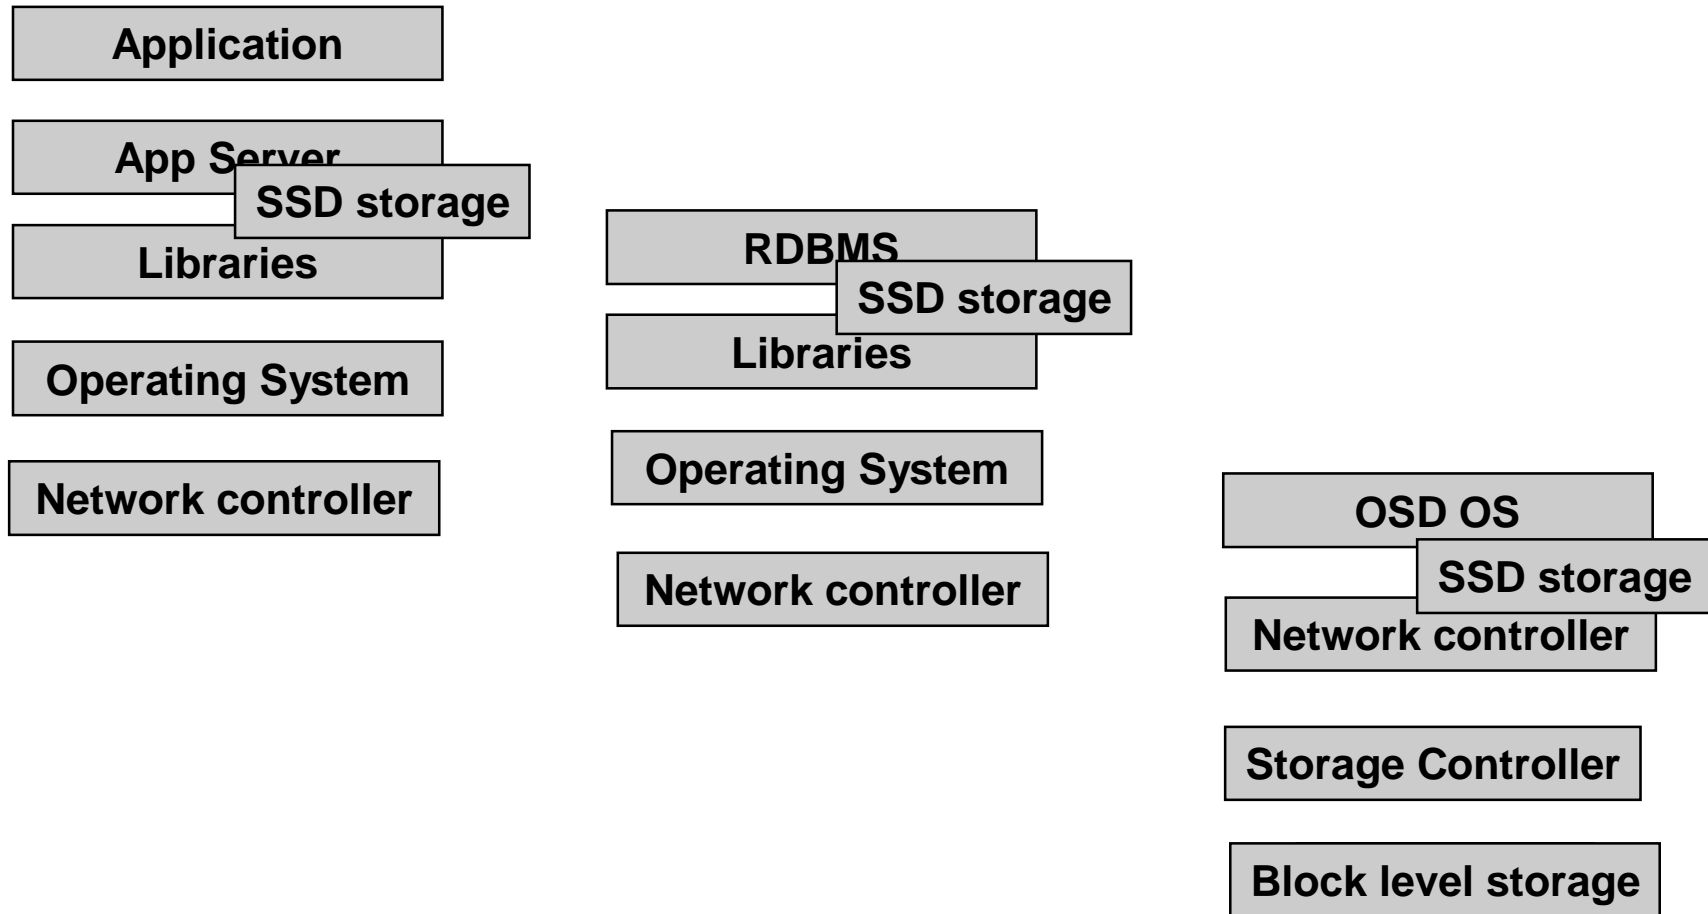 Application
App Server
SSD storage
Libraries
Operating System
Network controller
RDBMS
SSD storage
Libraries
Operating System
Network controller
OSD OS
SSD storage
Network controller
Storage Controller
Block level storage